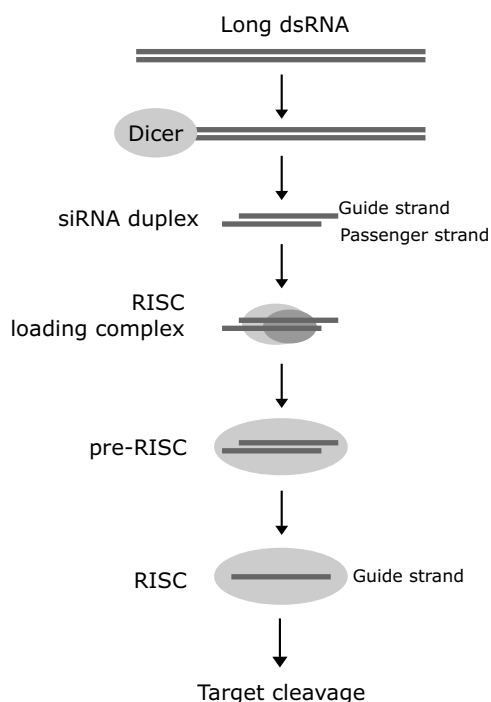 Long dsRNA
Dicer
siRNA duplex
Guide strand
Passenger strand
RISC
loading complex
pre-RISC
RISC
Guide strand
Target cleavage